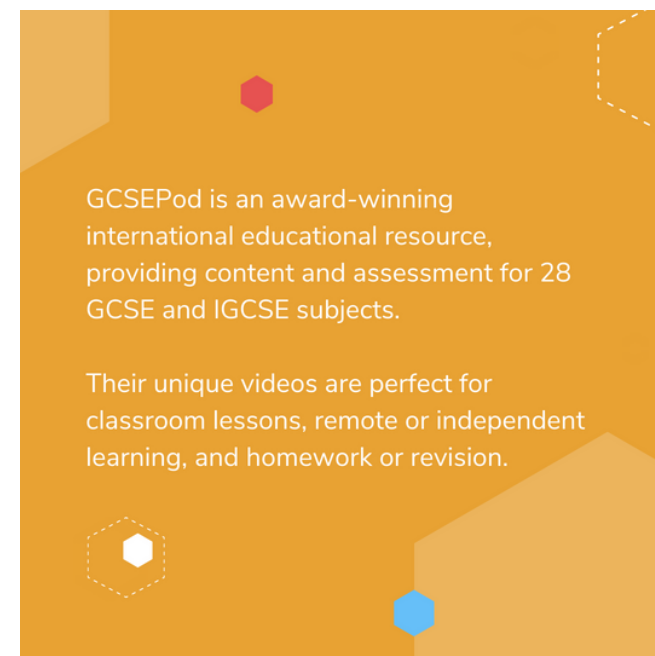 GCSEPod is an award-winning
international educational resource,
providing content and assessment for 28
GCSE and IGCSE subjects.
Their unique videos are perfect for
classroom lessons, remote or independent
learning, and homework or revision.